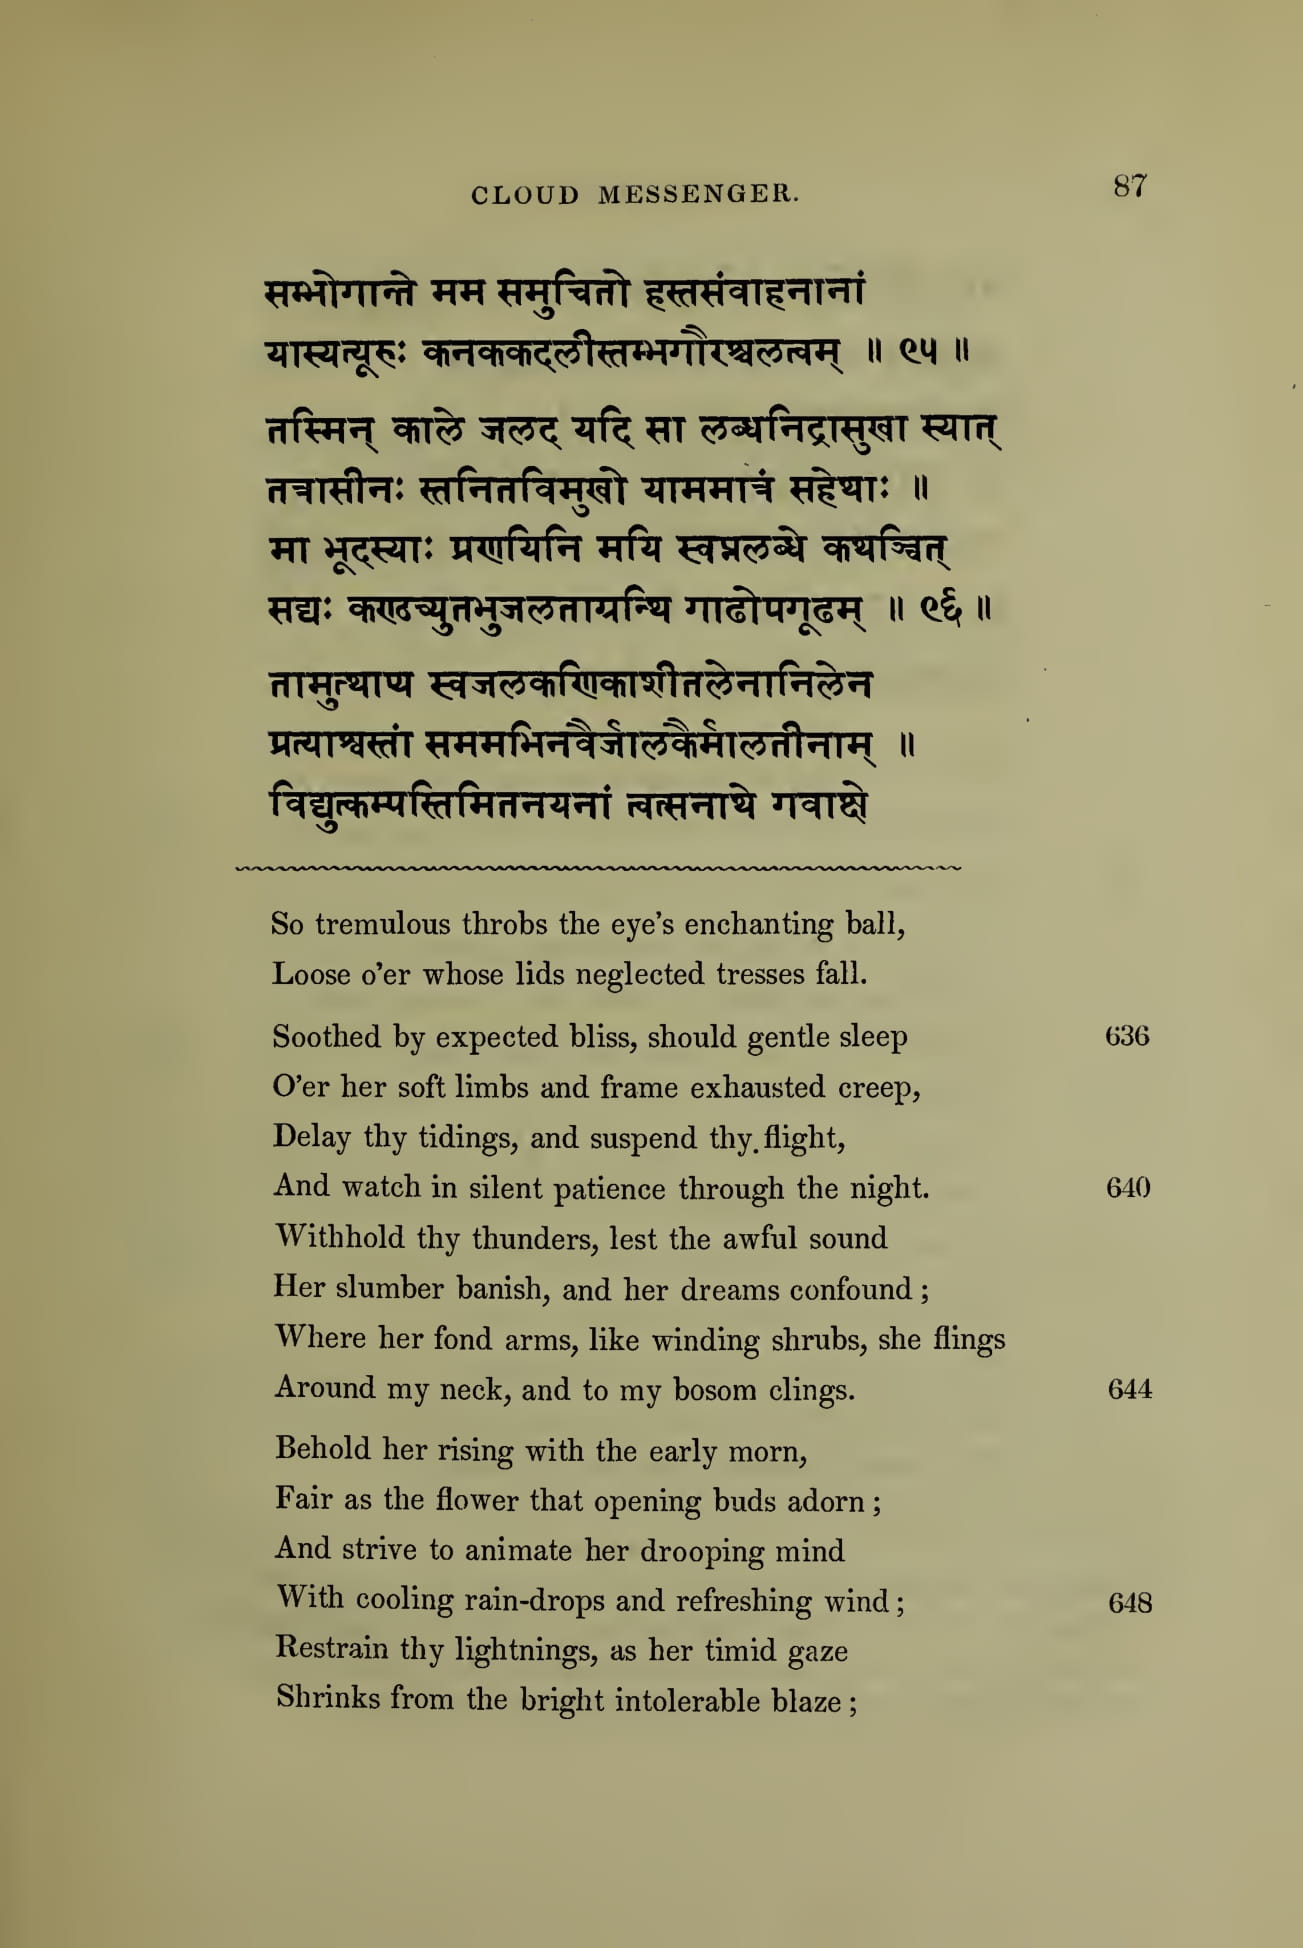 CLOUD MESSENGER. 87
सम्भोगान्ते मम समुचितो हस्तसंवाहनानां
यास्यत्यूरुः कनककदलीस्तम्भगौरश्चलत्वम् ॥ ९५ ॥
तस्मिन् काले जलद यदि सा लब्धनिद्रासुखा स्यात्
तत्रासीनः स्तनितविमुखो याममात्रं सहेथाः ॥
मा भूदस्याः प्रणयिनि मयि स्वप्नलब्धे कथञ्चित्
सद्यः कण्ठच्युतभुजलताग्रन्थि गाढोपगूढम् ॥ ९६ ॥
तामुत्थाप्य स्वजलकणिकाशीतलेनानिलेन
प्रत्याश्वस्तां सममभिनवैर्जालकैर्मालतीनाम् ॥
विद्युत्कम्पस्तिमितनयनां त्वत्सनाथे गवाक्षे
So tremulous throbs the eye's enchanting ball,
Loose o'er whose lids neglected tresses fall.
Soothed by expected bliss, should gentle sleep 636
O'er her soft limbs and frame exhausted creep,
Delay thy tidings, and suspend thy flight,
And watch in silent patience through the night. 640
Withhold thy thunders, lest the awful sound
Her slumber banish, and her dreams confound;
Where her fond arms, like winding shrubs, she flings
Around my neck, and to my bosom clings. 644
Behold her rising with the early morn,
Fair as the flower that opening buds adorn;
And strive to animate her drooping mind
With cooling rain-drops and refreshing wind; 648
Restrain thy lightnings, as her timid gaze
Shrinks from the bright intolerable blaze;